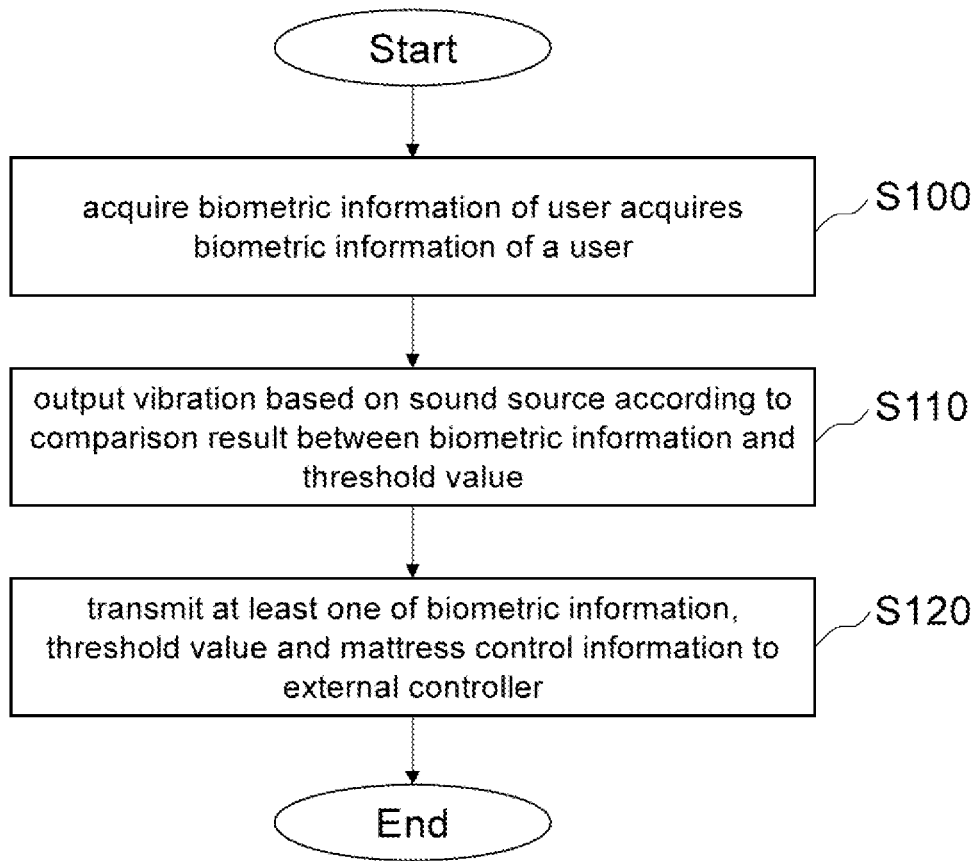 Start
acquire biometric information of user acquires
biometric information of a user
S100
output vibration based on sound source according to
comparison result between biometric information and
threshold value
S110
transmit at least one of biometric information,
threshold value and mattress control information to
external controller
S120
End